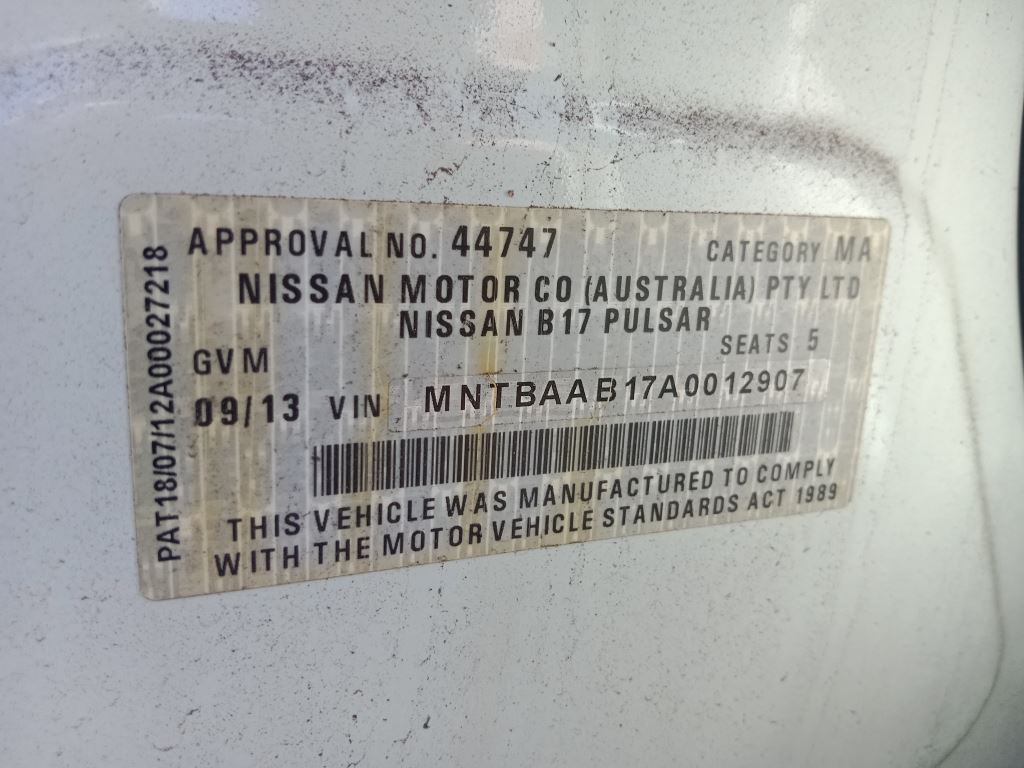 APPROVAL NO. 44747 CATEGORY MA
NISSAN MOTOR CO (AUSTRALIA) PTY LTD
NISSAN B17 PULSAR
GVM SEATS 5
09/13 VIN MNTBAAB17A0012907
THIS VEHICLE WAS MANUFACTURED TO COMPLY
WITH THE MOTOR VEHICLE STANDARDS ACT 1989
PAT18/07/12A00027218